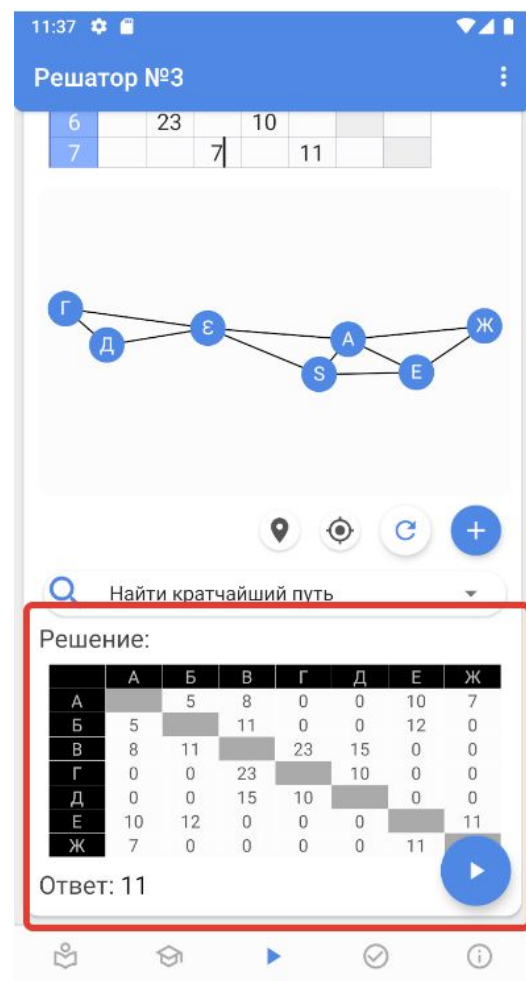 11:37
Решатор №3
6 23 10
7 7 11
Г Ɛ Ж
Д А
S Е
Найти кратчайший путь
Решение:
А Б В Г Д Е Ж
А 5 8 0 0 10 7
Б 5 11 0 0 12 0
В 8 11 23 15 0 0
Г 0 0 23 10 0 0
Д 0 0 15 10 0 0
Е 10 12 0 0 0 11
Ж 7 0 0 0 0 11
Ответ: 11